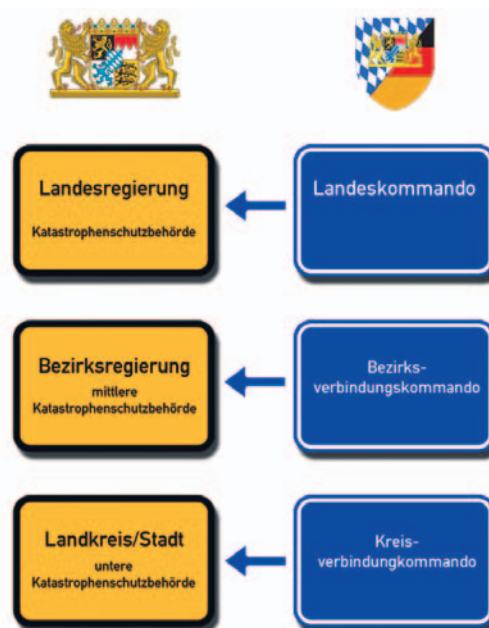 Landesregierung
Katastrophenschutzbehörde
Landeskommando
Bezirksregierung
mittlere
Katastrophenschutzbehörde
Bezirks-
verbindungskommando
Landkreis/Stadt
untere
Katastrophenschutzbehörde
Kreis-
verbindungkommando